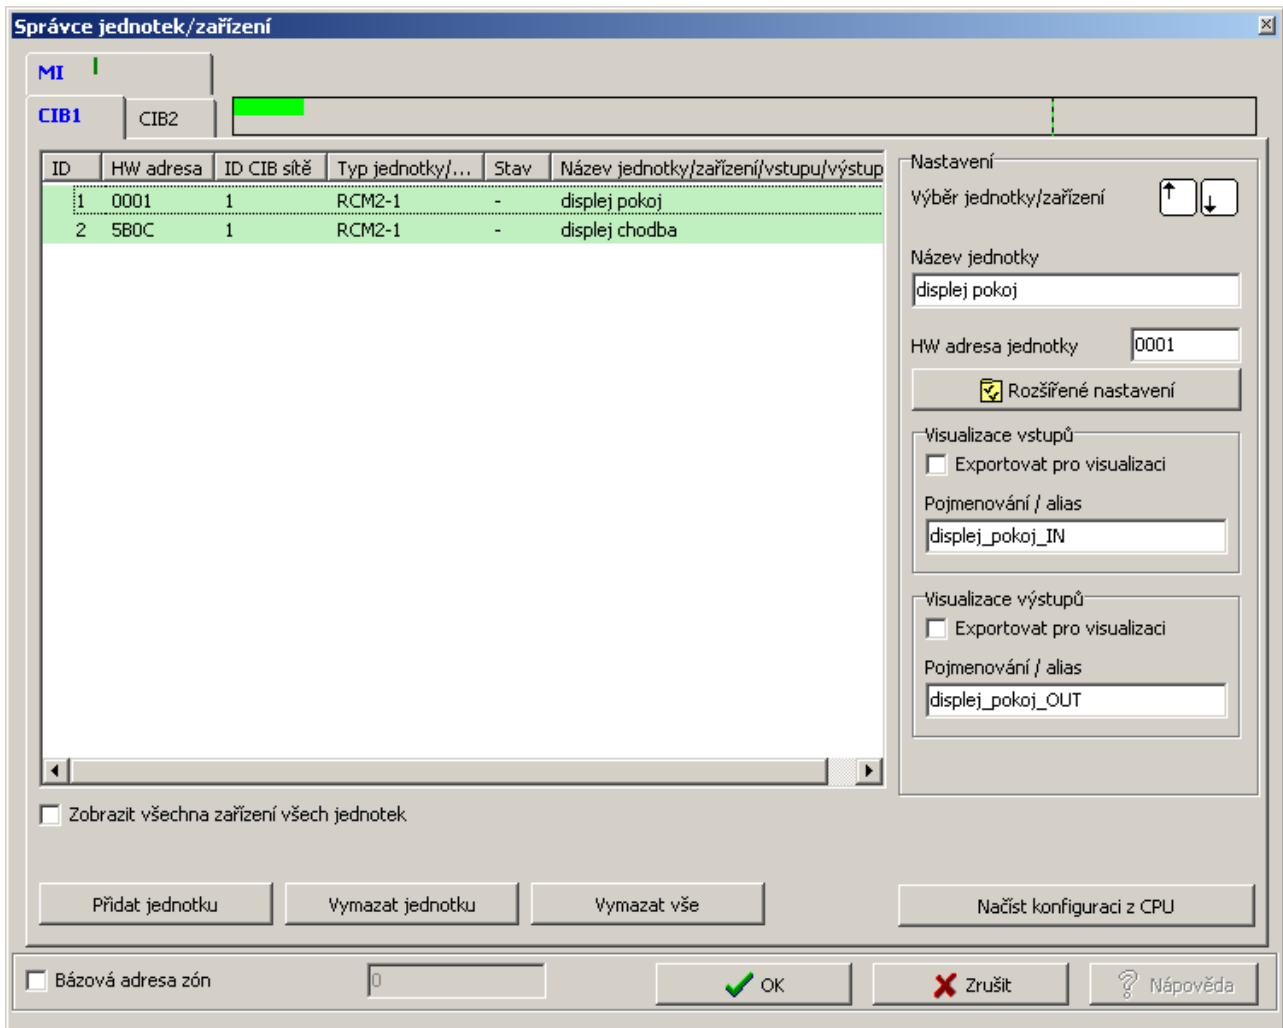 Správce jednotek/zařízení
MI
CIB1 CIB2
ID HW adresa ID CIB sítě Typ jednotky/... Stav Název jednotky/zařízení/vstupu/výstup
1 0001 1 RCM2-1 - displej pokoj
2 5B0C 1 RCM2-1 - displej chodba
Nastavení
Výběr jednotky/zařízení
Název jednotky
displej pokoj
HW adresa jednotky 0001
Rozšířené nastavení
Visualizace vstupů
Exportovat pro visualizaci
Pojmenování / alias
displej_pokoj_IN
Visualizace výstupů
Exportovat pro visualizaci
Pojmenování / alias
displej_pokoj_OUT
Zobrazit všechna zařízení všech jednotek
Přidat jednotku Vymazat jednotku Vymazat vše Načíst konfiguraci z CPU
Bázová adresa zón 0 OK Zrušit Nápověda